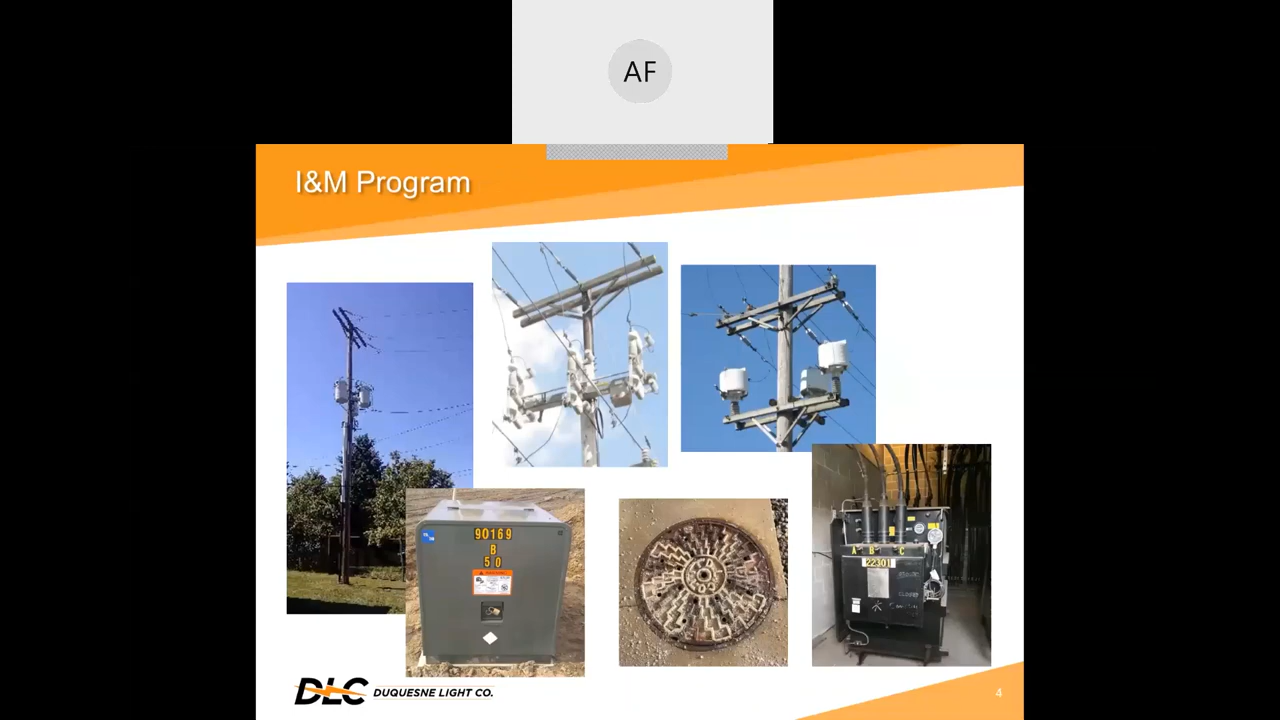 AF
I&M Program
90169
B
50
A B C
22301
DLC DUQUESNE LIGHT CO.
4